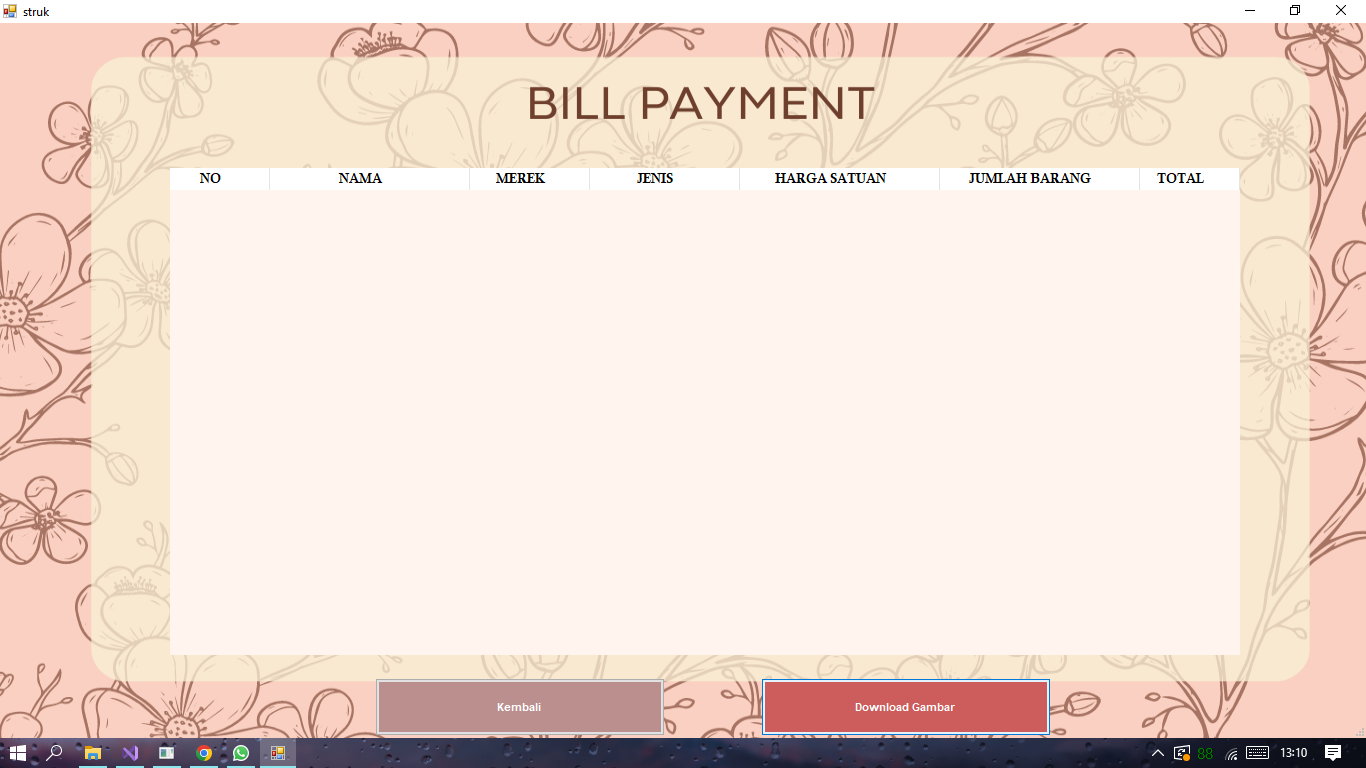 struk
BILL PAYMENT
NO NAMA MEREK JENIS HARGA SATUAN JUMLAH BARANG TOTAL
Kembali Download Gambar
88 13:10